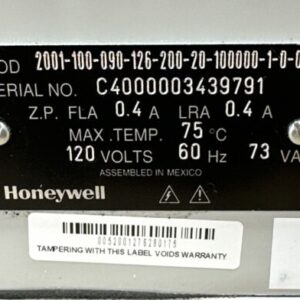 OD 2001-100-090-126-200-20-100000-1-0-0
ERIAL NO. C4000003439791
Z.P. FLA 0.4 A LRA 0.4 A
MAX .TEMP. 75 °C
120 VOLTS 60 Hz 73 VA
ASSEMBLED IN MEXICO
Honeywell
0052001276280175
TAMPERING WITH THIS LABEL VOIDS WARRANTY